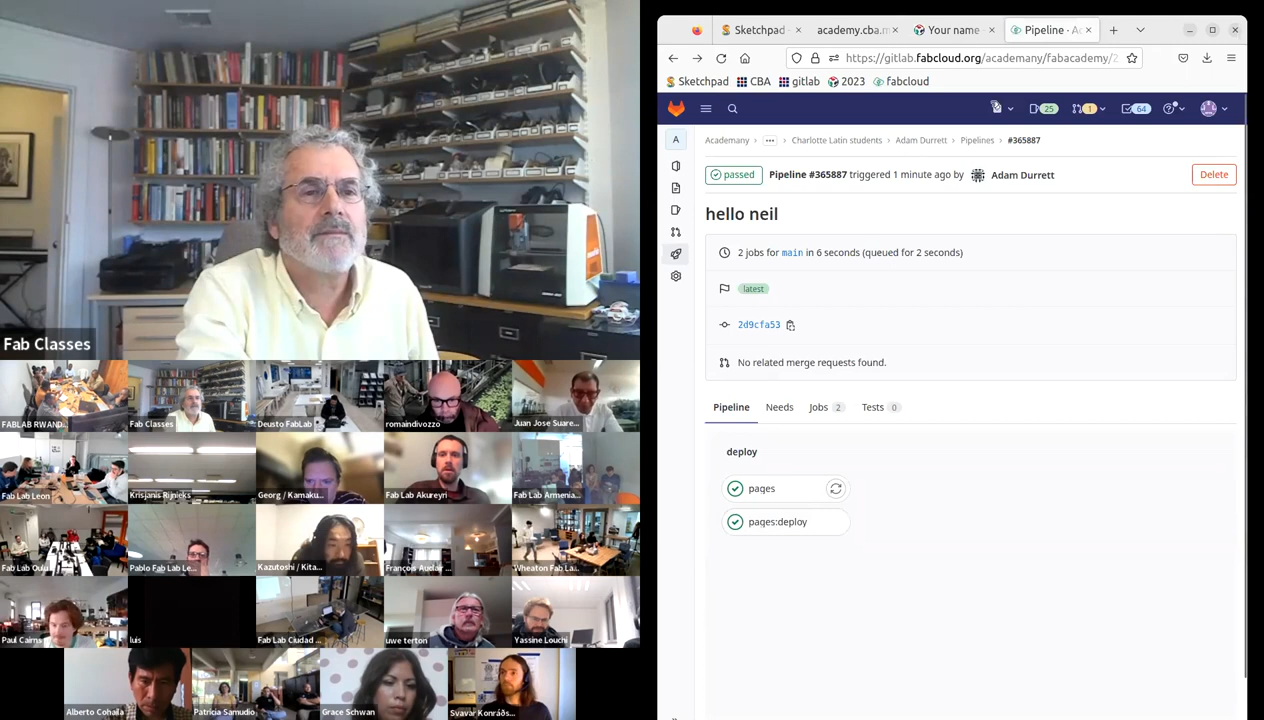 Fab Classes
FABLAB RWAND...
Fab Classes
Deusto FabLab
romaindivozzo
Juan Jose Suare...
Fab Lab Leon
Krisjanis Rijnieks
Georg / Kamaku...
Fab Lab Akureyri
Fab Lab Armenia...
Fab Lab Oulu
Pablo Fab Lab Le...
Kazutoshi / Kita...
François Auclair ...
Wheaton Fab La...
Paul Cairns
luis
Fab Lab Ciudad ...
uwe terton
Yassine Louchi
Alberto Cohaila
Patricia Samudio
Grace Schwan
Svavar Konráðs...
Sketchpad
academy.cba.m
Your name
Pipeline · Ac
https://gitlab.fabcloud.org/academany/fabacademy/2
Sketchpad CBA gitlab 2023 fabcloud
25 1 64
A
Academany > ... > Charlotte Latin students > Adam Durrett > Pipelines > #365887
passed Pipeline #365887 triggered 1 minute ago by Adam Durrett Delete
hello neil
2 jobs for main in 6 seconds (queued for 2 seconds)
latest
2d9cfa53
No related merge requests found.
Pipeline Needs Jobs 2 Tests 0
deploy
pages
pages:deploy